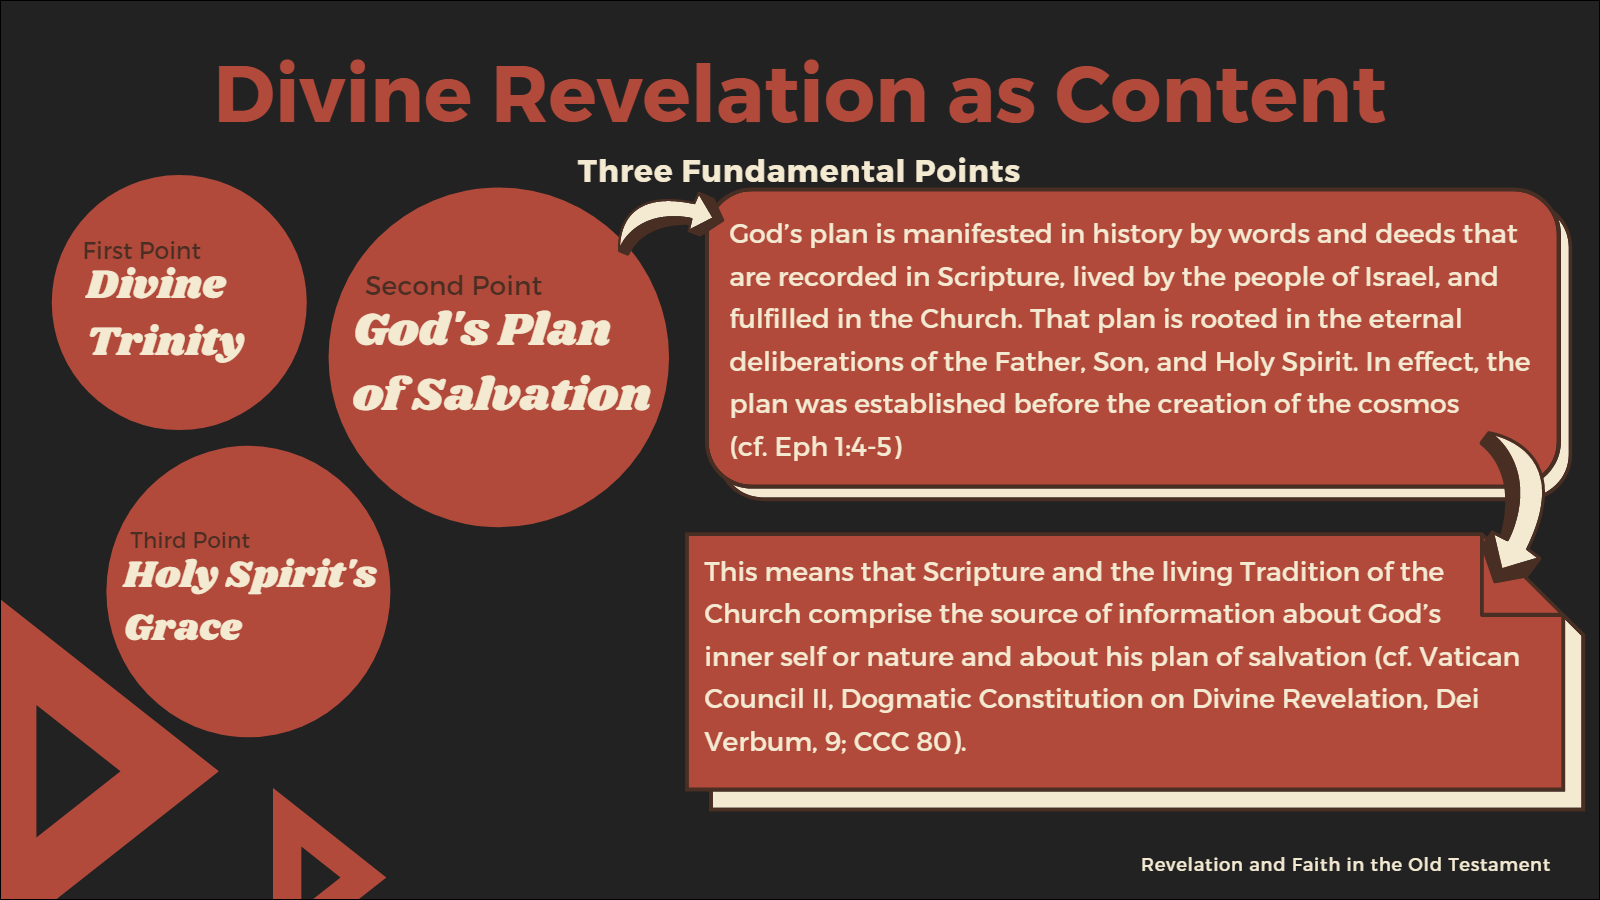 Divine Revelation as Content
Three Fundamental Points
First Point
Divine
Trinity
Second Point
God's Plan
of Salvation
Third Point
Holy Spirit's
Grace
God’s plan is manifested in history by words and deeds that
are recorded in Scripture, lived by the people of Israel, and
fulfilled in the Church. That plan is rooted in the eternal
deliberations of the Father, Son, and Holy Spirit. In effect, the
plan was established before the creation of the cosmos
(cf. Eph 1:4-5)
This means that Scripture and the living Tradition of the
Church comprise the source of information about God’s
inner self or nature and about his plan of salvation (cf. Vatican
Council II, Dogmatic Constitution on Divine Revelation, Dei
Verbum, 9; CCC 80).
Revelation and Faith in the Old Testament